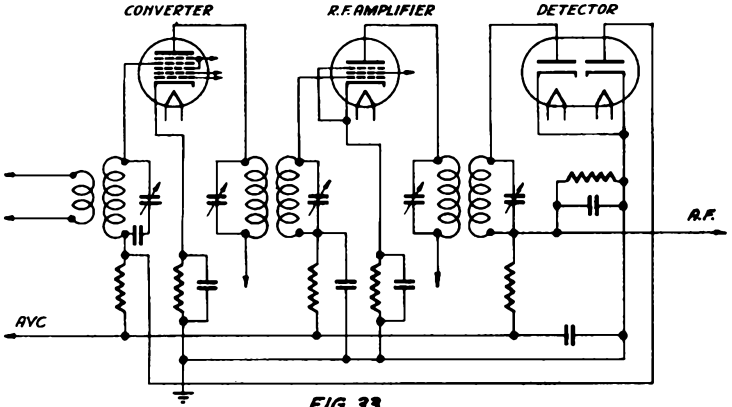 CONVERTER R.F. AMPLIFIER DETECTOR
A.F.
AVC
FIG 33